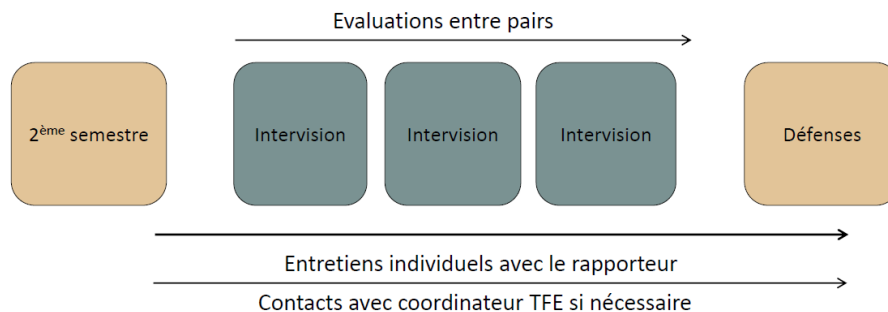 Evaluations entre pairs
2ème semestre
Intervision
Intervision
Intervision
Défenses
Entretiens individuels avec le rapporteur
Contacts avec coordinateur TFE si nécessaire